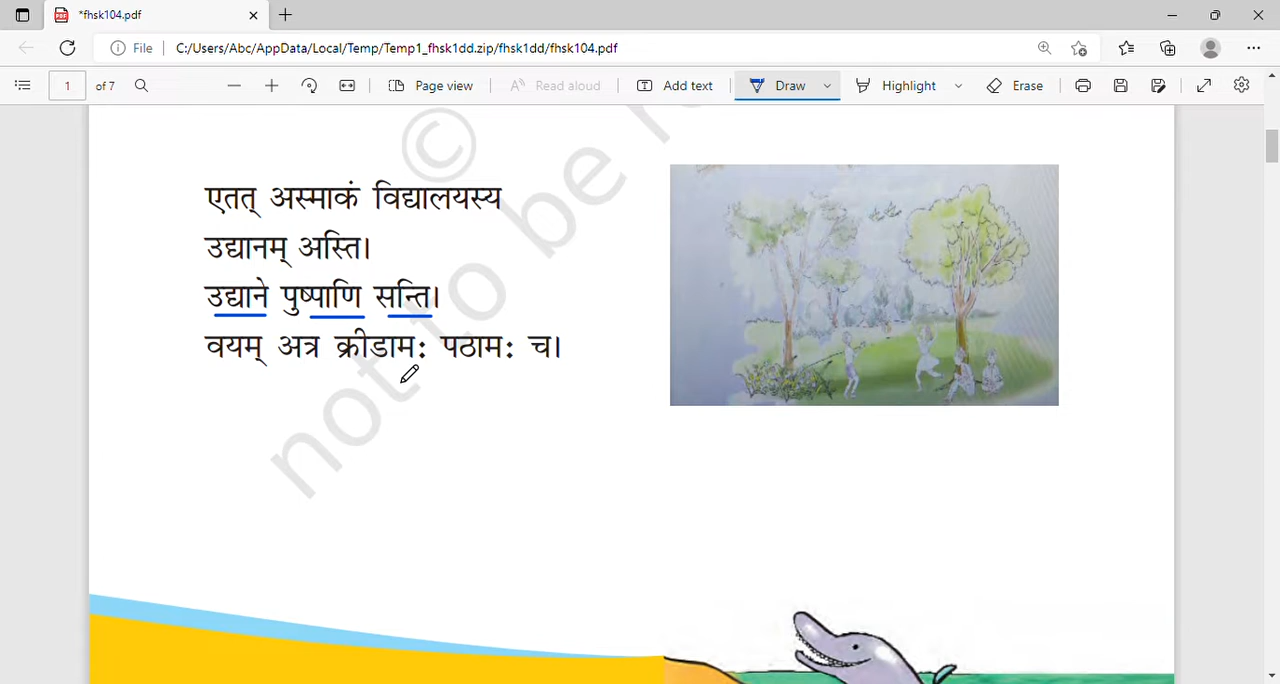 *fhsk104.pdf
File C:/Users/Abc/AppData/Local/Temp/Temp1_fhsk1dd.zip/fhsk1dd/fhsk104.pdf
1 of 7 Page view Read aloud Add text Draw Highlight Erase
© not to be r
एतत् अस्माकं विद्यालयस्य
उद्यानम् अस्ति।
उद्याने पुष्पाणि सन्ति।
वयम् अत्र क्रीडामः पठामः च।